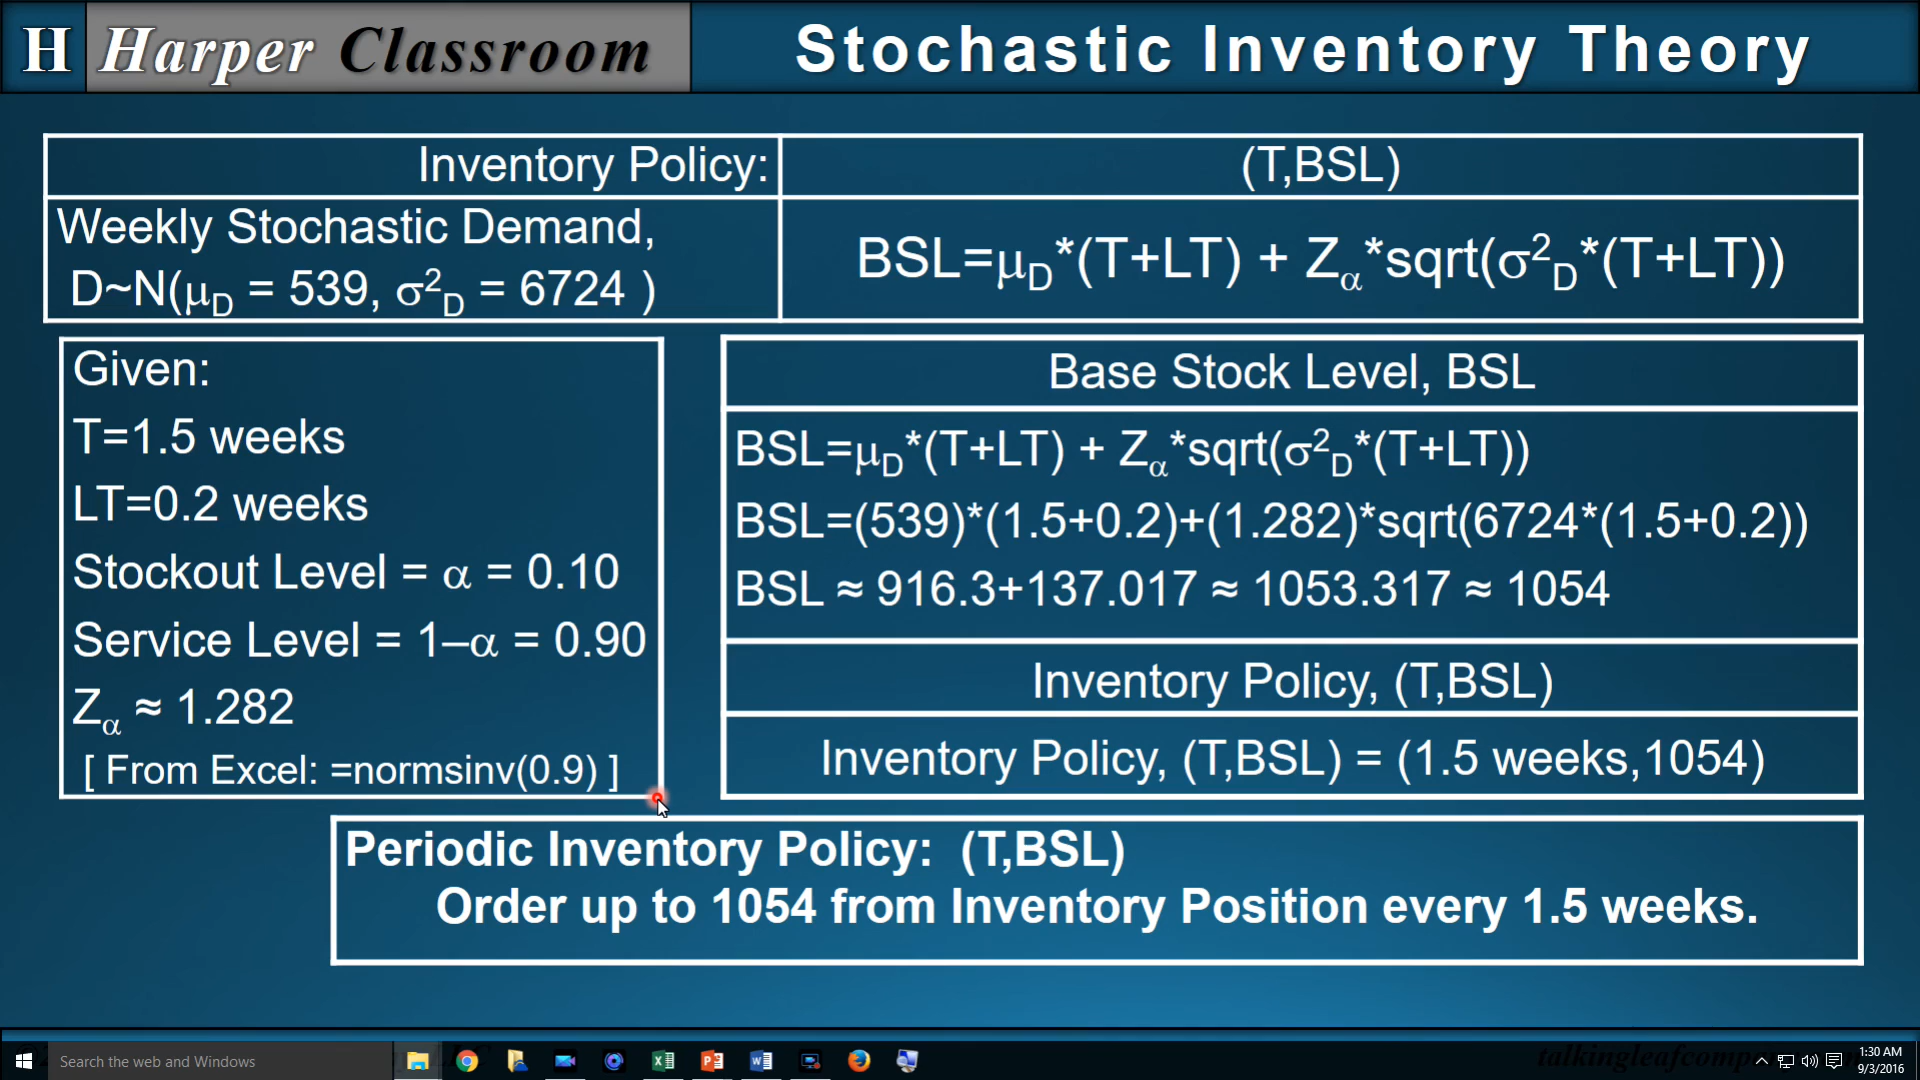 H Harper Classroom
Stochastic Inventory Theory
Inventory Policy:
(T,BSL)
Weekly Stochastic Demand,
D~N(μD = 539, σ²D = 6724 )
BSL=μD*(T+LT) + Zα*sqrt(σ²D*(T+LT))
Given:
T=1.5 weeks
LT=0.2 weeks
Stockout Level = α = 0.10
Service Level = 1–α = 0.90
Zα ≈ 1.282
[ From Excel: =normsinv(0.9) ]
Base Stock Level, BSL
BSL=μD*(T+LT) + Zα*sqrt(σ²D*(T+LT))
BSL=(539)*(1.5+0.2)+(1.282)*sqrt(6724*(1.5+0.2))
BSL ≈ 916.3+137.017 ≈ 1053.317 ≈ 1054
Inventory Policy, (T,BSL)
Inventory Policy, (T,BSL) = (1.5 weeks,1054)
Periodic Inventory Policy: (T,BSL)
Order up to 1054 from Inventory Position every 1.5 weeks.
Search the web and Windows
1:30 AM
9/3/2016